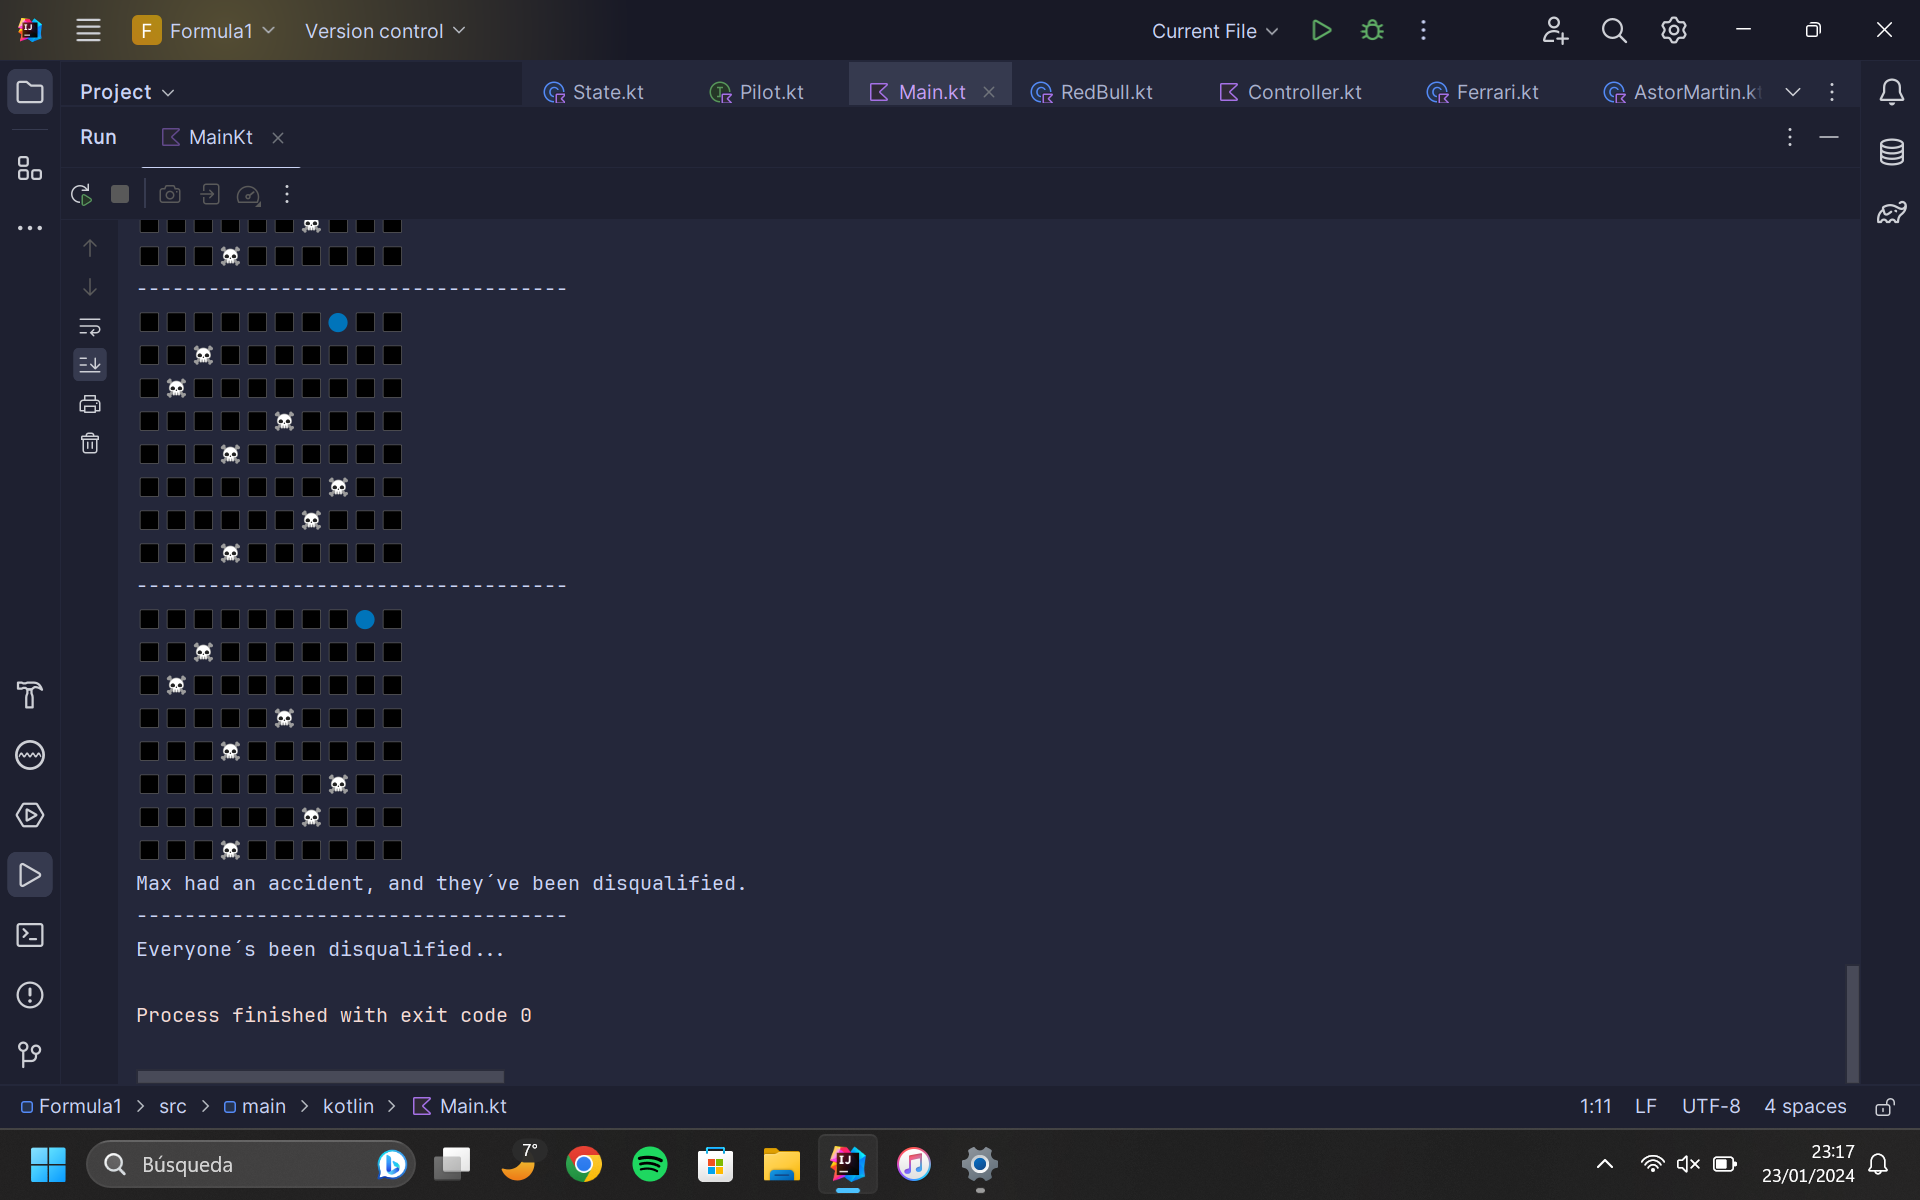 F Formula1 Version control Current File
Project State.kt Pilot.kt Main.kt RedBull.kt Controller.kt Ferrari.kt AstorMartin.kt
Run MainKt
-----------------------------------
-----------------------------------
Max had an accident, and they´ve been disqualified.
-----------------------------------
Everyone´s been disqualified...
Process finished with exit code 0
Formula1 > src > main > kotlin > Main.kt 1:11 LF UTF-8 4 spaces
Búsqueda 7° 23:17
23/01/2024